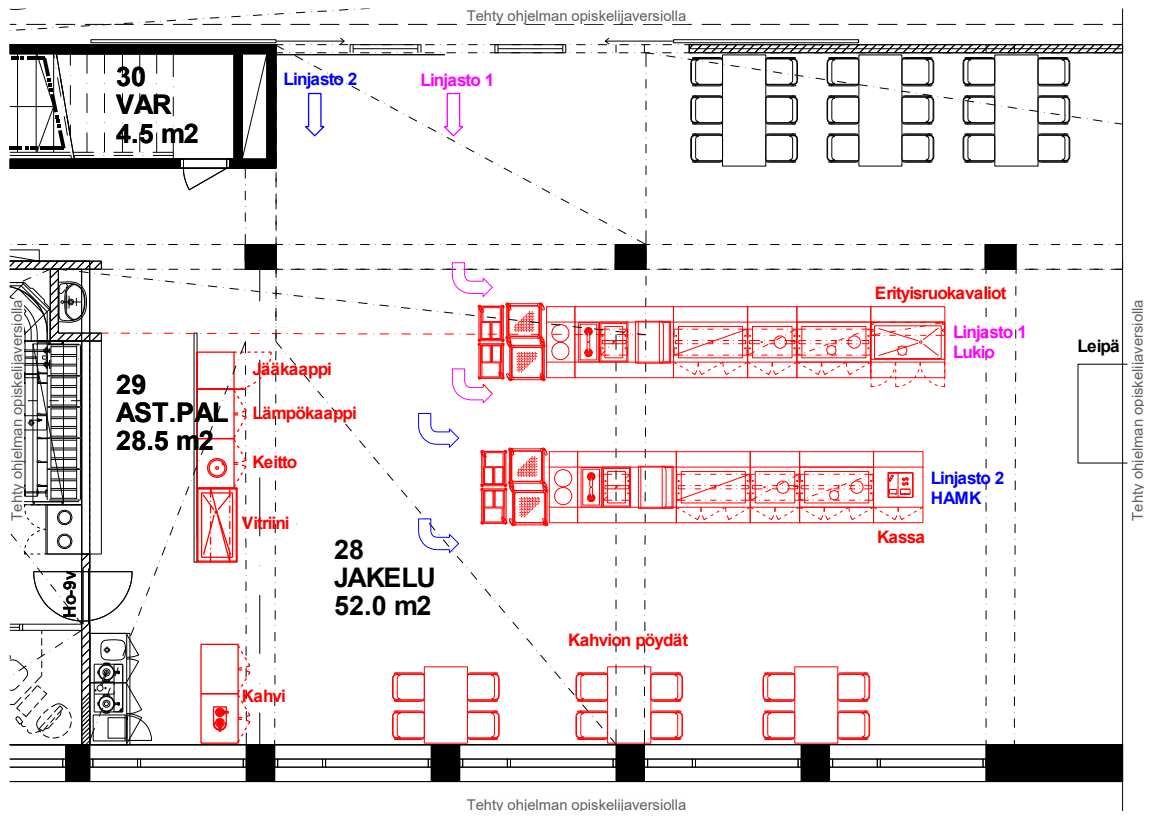 Tehty ohjelman opiskelijaversiolla
30
VAR
4.5 m2
Linjasto 2
Linjasto 1
Erityisruokavaliot
Linjasto 1
Lukio
Leipä
Tehty ohjelman opiskelijaversiolla
Tehty ohjelman opiskelijaversiolla
29
AST.PAL
28.5 m2
Jääkaappi
Lämpökaappi
Keitto
Vitriini
Linjasto 2
HAMK
Kassa
28
JAKELU
52.0 m2
Ho-9v
Kahvion pöydät
Kahvi
Tehty ohjelman opiskelijaversiolla